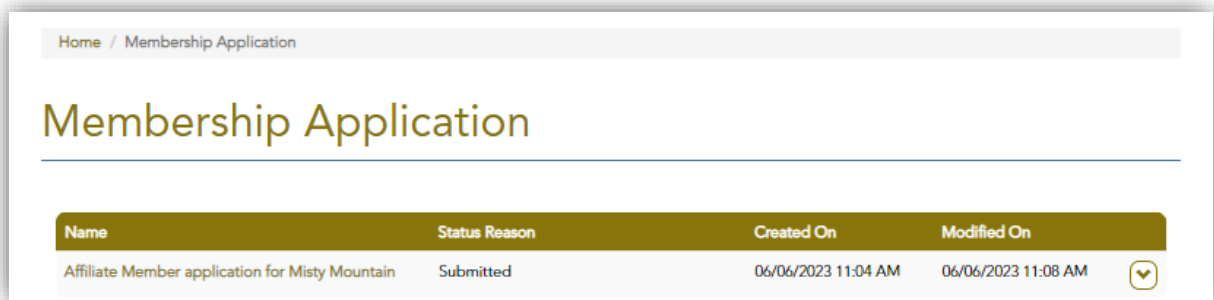 Home / Membership Application
Membership Application
Name Status Reason Created On Modified On
Affiliate Member application for Misty Mountain Submitted 06/06/2023 11:04 AM 06/06/2023 11:08 AM